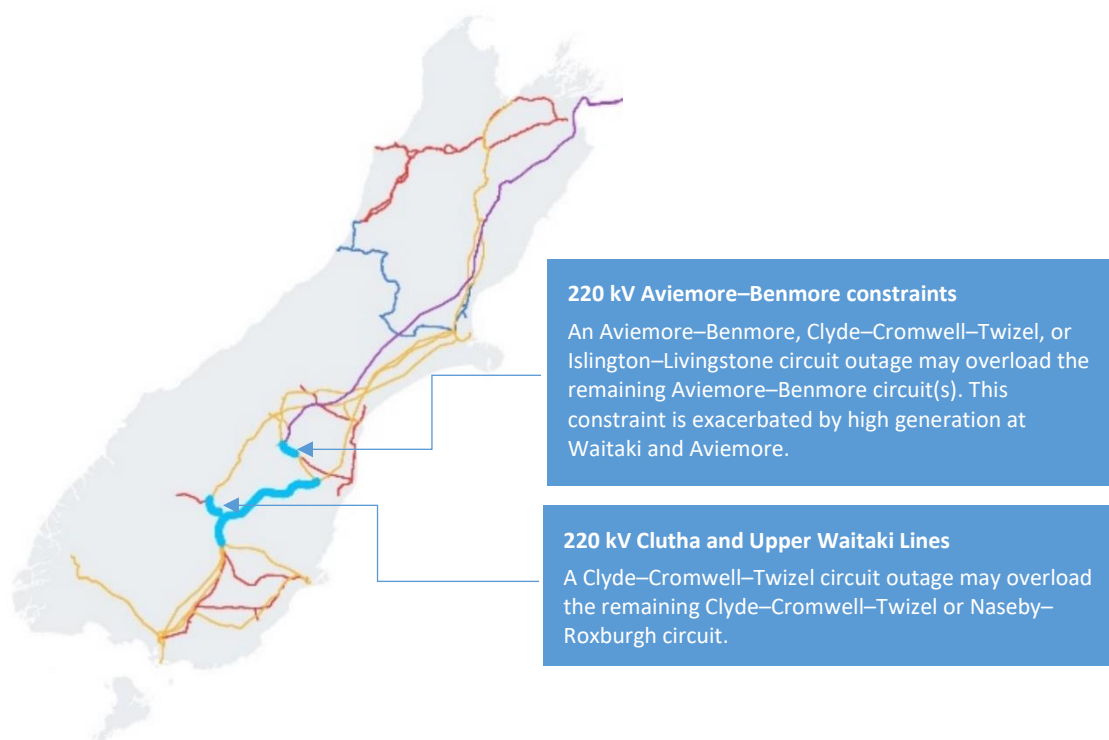 220 kV Aviemore–Benmore constraints
An Aviemore–Benmore, Clyde–Cromwell–Twizel, or
Islington–Livingstone circuit outage may overload the
remaining Aviemore–Benmore circuit(s). This
constraint is exacerbated by high generation at
Waitaki and Aviemore.
220 kV Clutha and Upper Waitaki Lines
A Clyde–Cromwell–Twizel circuit outage may overload
the remaining Clyde–Cromwell–Twizel or Naseby–
Roxburgh circuit.